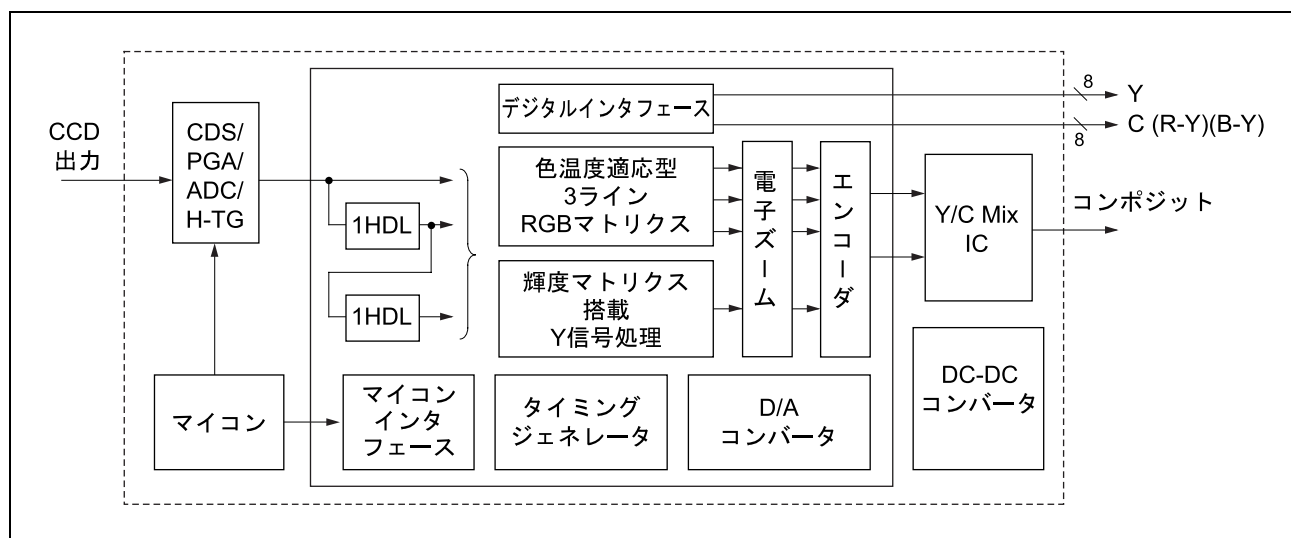 CCD
出力
CDS/
PGA/
ADC/
H-TG
1HDL
1HDL
デジタルインタフェース
色温度適応型
3ライン
RGBマトリクス
輝度マトリクス
搭載
Y信号処理
電子ズーム
エンコーダ
8
Y
8
C (R-Y)(B-Y)
Y/C Mix
IC
コンポジット
マイコン
マイコン
インタ
フェース
タイミング
ジェネレータ
D/A
コンバータ
DC-DC
コンバータ